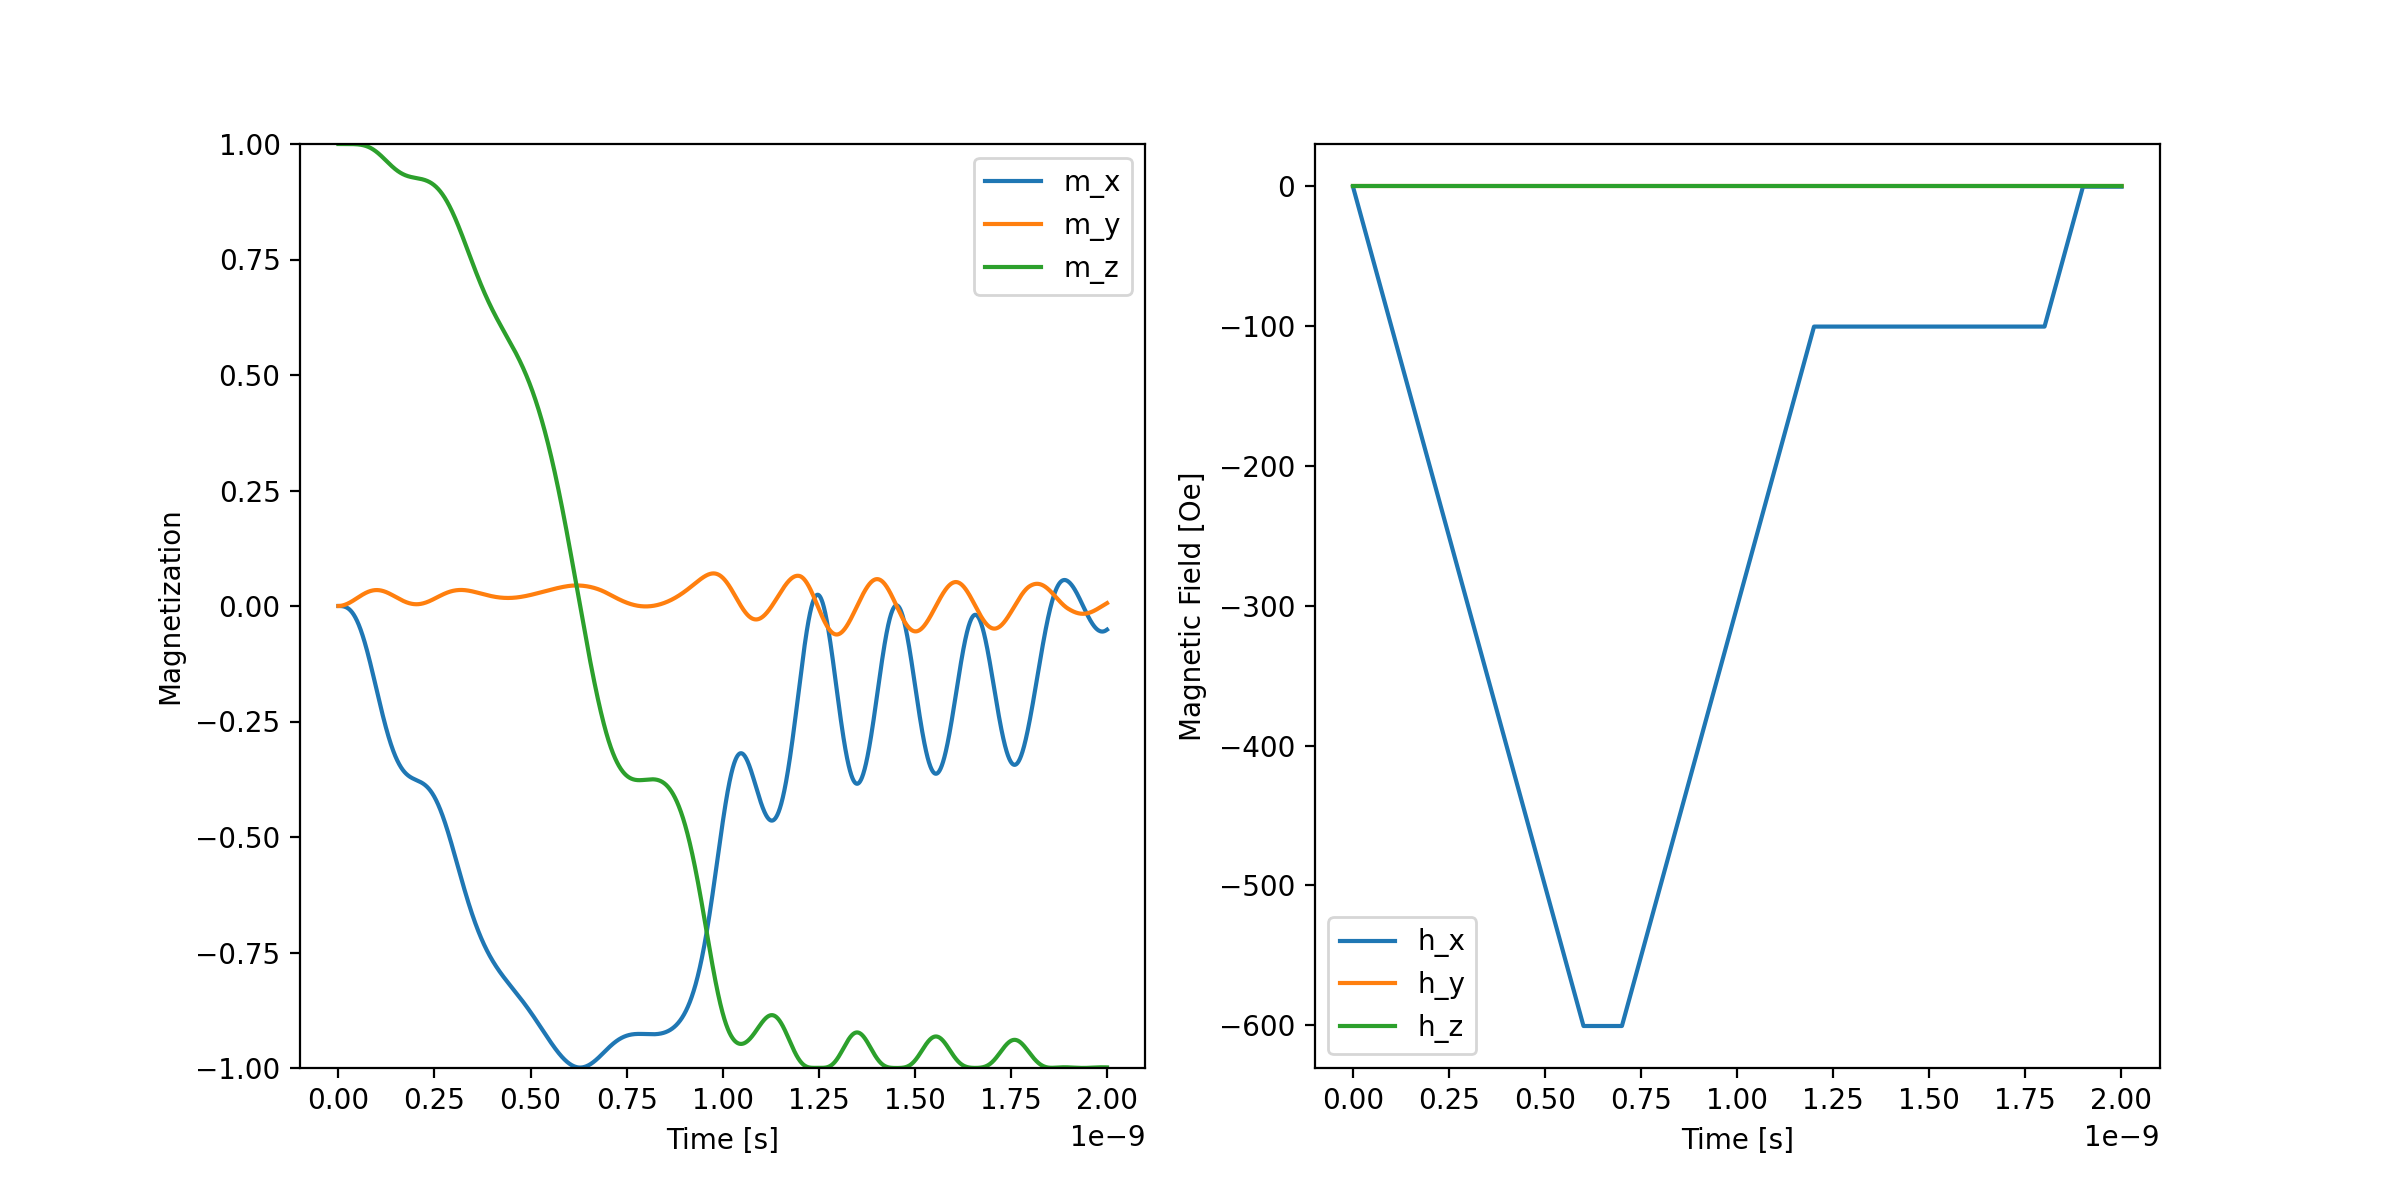 1.00
0.75
0.50
0.25
0.00
−0.25
−0.50
−0.75
−1.00
Magnetization
m_x
m_y
m_z
0.00 0.25 0.50 0.75 1.00 1.25 1.50 1.75 2.00
Time [s]
1e−9
0
−100
−200
−300
−400
−500
−600
Magnetic Field [Oe]
h_x
h_y
h_z
0.00 0.25 0.50 0.75 1.00 1.25 1.50 1.75 2.00
Time [s]
1e−9